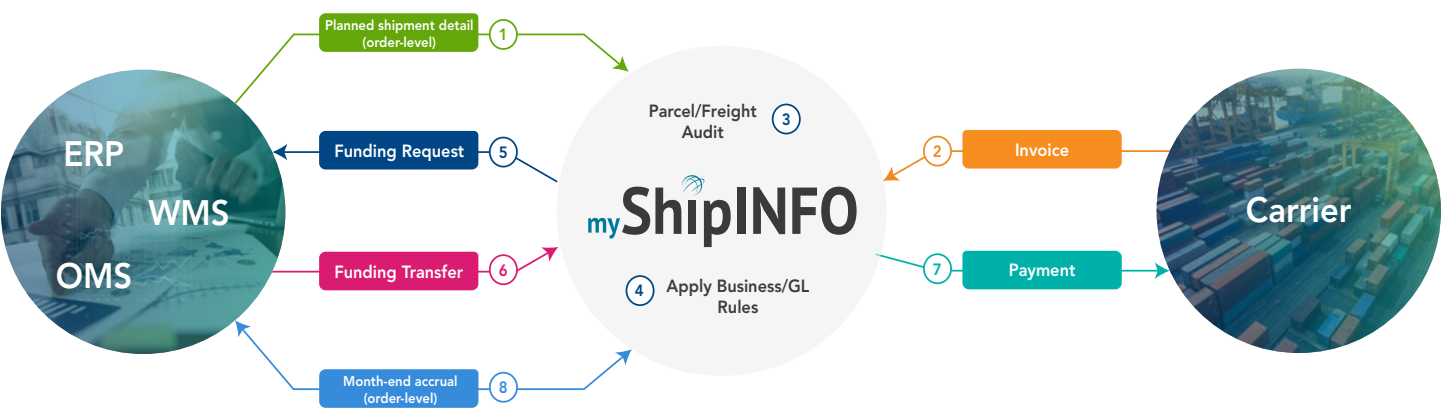 Planned shipment detail
(order-level)
1
Parcel/Freight
Audit
3
ERP
WMS
OMS
Funding Request
5
2
Invoice
myShipINFO
Carrier
Funding Transfer
6
7
Payment
4
Apply Business/GL
Rules
Month-end accrual
(order-level)
8